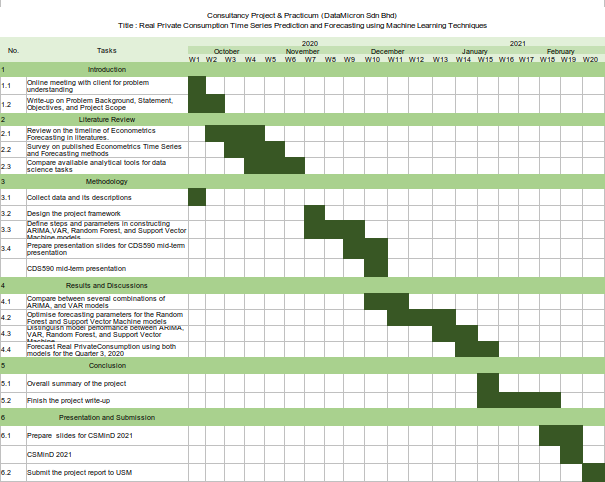 Consultancy Project & Practicum (DataMicron Sdn Bhd)
Title : Real Private Consumption Time Series Prediction and Forecasting using Machine Learning Techniques
No. Tasks 2020 2021
October November December January February
W1 W2 W3 W4 W5 W6 W7 W8 W9 W10 W11 W12 W13 W14 W15 W16 W17 W18 W19 W20
1 Introduction
1.1 Online meeting with client for problem
understanding
1.2 Write-up on Problem Background, Statement,
Objectives, and Project Scope
2 Literature Review
2.1 Review on the timeline of Econometrics
Forecasting in literatures.
2.2 Survey on published Econometrics Time Series
and Forecasting methods
2.3 Compare available analytical tools for data
science tasks
3 Methodology
3.1 Collect data and its descriptions
3.2 Design the project framework
3.3 Define steps and parameters in constructing
ARIMA,VAR, Random Forest, and Support Vector
Machine models
3.4 Prepare presentation slides for CDS590 mid-term
presentation
CDS590 mid-term presentation
4 Results and Discussions
4.1 Compare between several combinations of
ARIMA, and VAR models
4.2 Optimise forecasting parameters for the Random
Forest and Support Vector Machine models
4.3 Distinguish model performance between ARIMA,
VAR, Random Forest, and Support Vector
Machine
4.4 Forecast Real PrivateConsumption using both
models for the Quarter 3, 2020
5 Conclusion
5.1 Overall summary of the project
5.2 Finish the project write-up
6 Presentation and Submission
6.1 Prepare slides for CSMinD 2021
CSMinD 2021
6.2 Submit the project report to USM